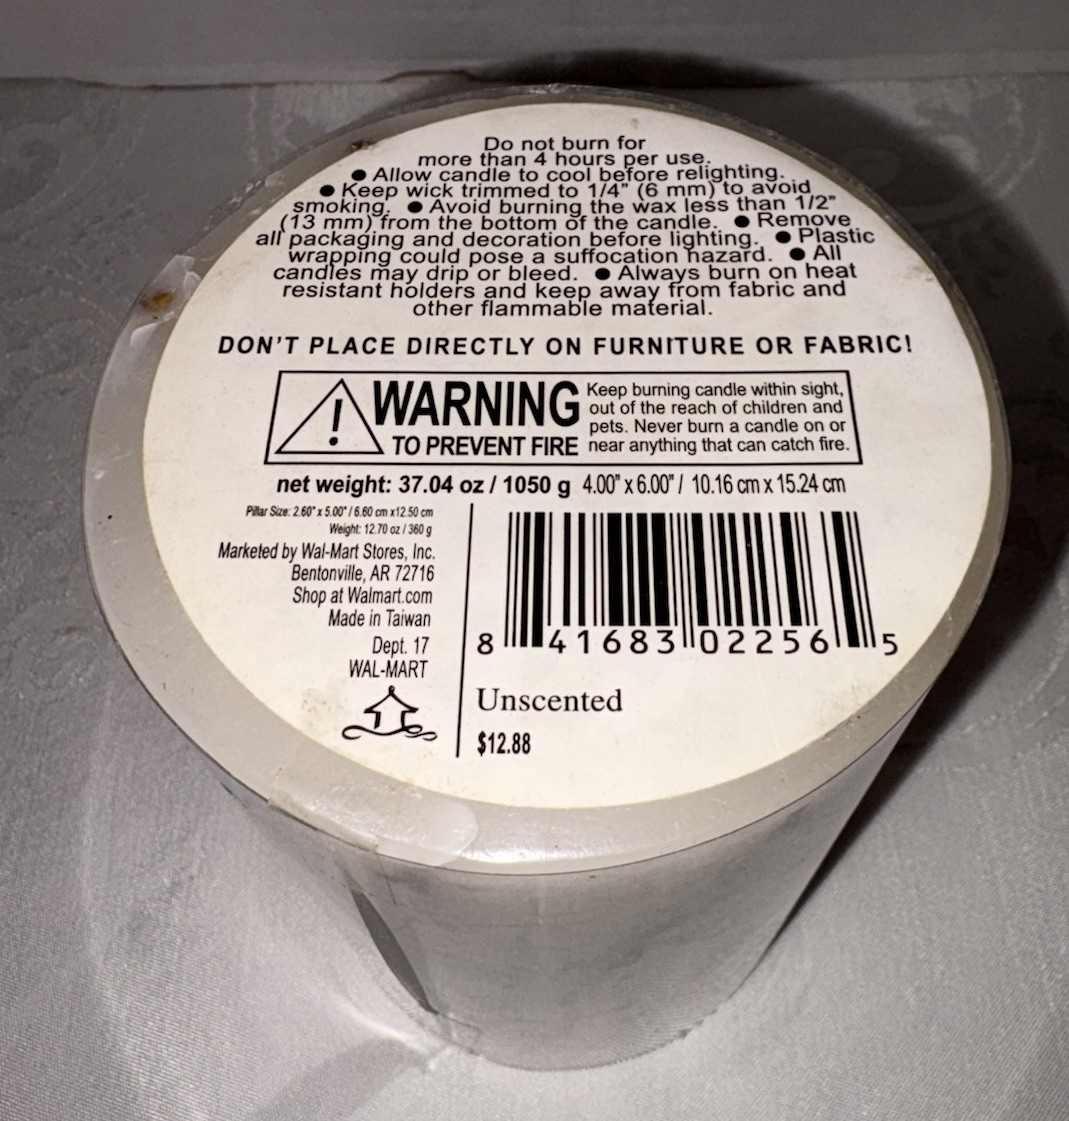 Do not burn for
more than 4 hours per use.
● Allow candle to cool before relighting.
● Keep wick trimmed to 1/4" (6 mm) to avoid
smoking. ● Avoid burning the wax less than 1/2"
(13 mm) from the bottom of the candle. ● Remove
all packaging and decoration before lighting. ● Plastic
wrapping could pose a suffocation hazard. ● All
candles may drip or bleed. ● Always burn on heat
resistant holders and keep away from fabric and
other flammable material.
DON'T PLACE DIRECTLY ON FURNITURE OR FABRIC!
WARNING
TO PREVENT FIRE
Keep burning candle within sight,
out of the reach of children and
pets. Never burn a candle on or
near anything that can catch fire.
net weight: 37.04 oz / 1050 g 4.00" x 6.00" / 10.16 cm x 15.24 cm
Pillar Size: 2.60" x 5.00" / 6.60 cm x12.50 cm
Weight: 12.70 oz / 360 g
Marketed by Wal-Mart Stores, Inc.
Bentonville, AR 72716
Shop at Walmart.com
Made in Taiwan
Dept. 17
WAL-MART
8 41683 02256 5
Unscented
$12.88